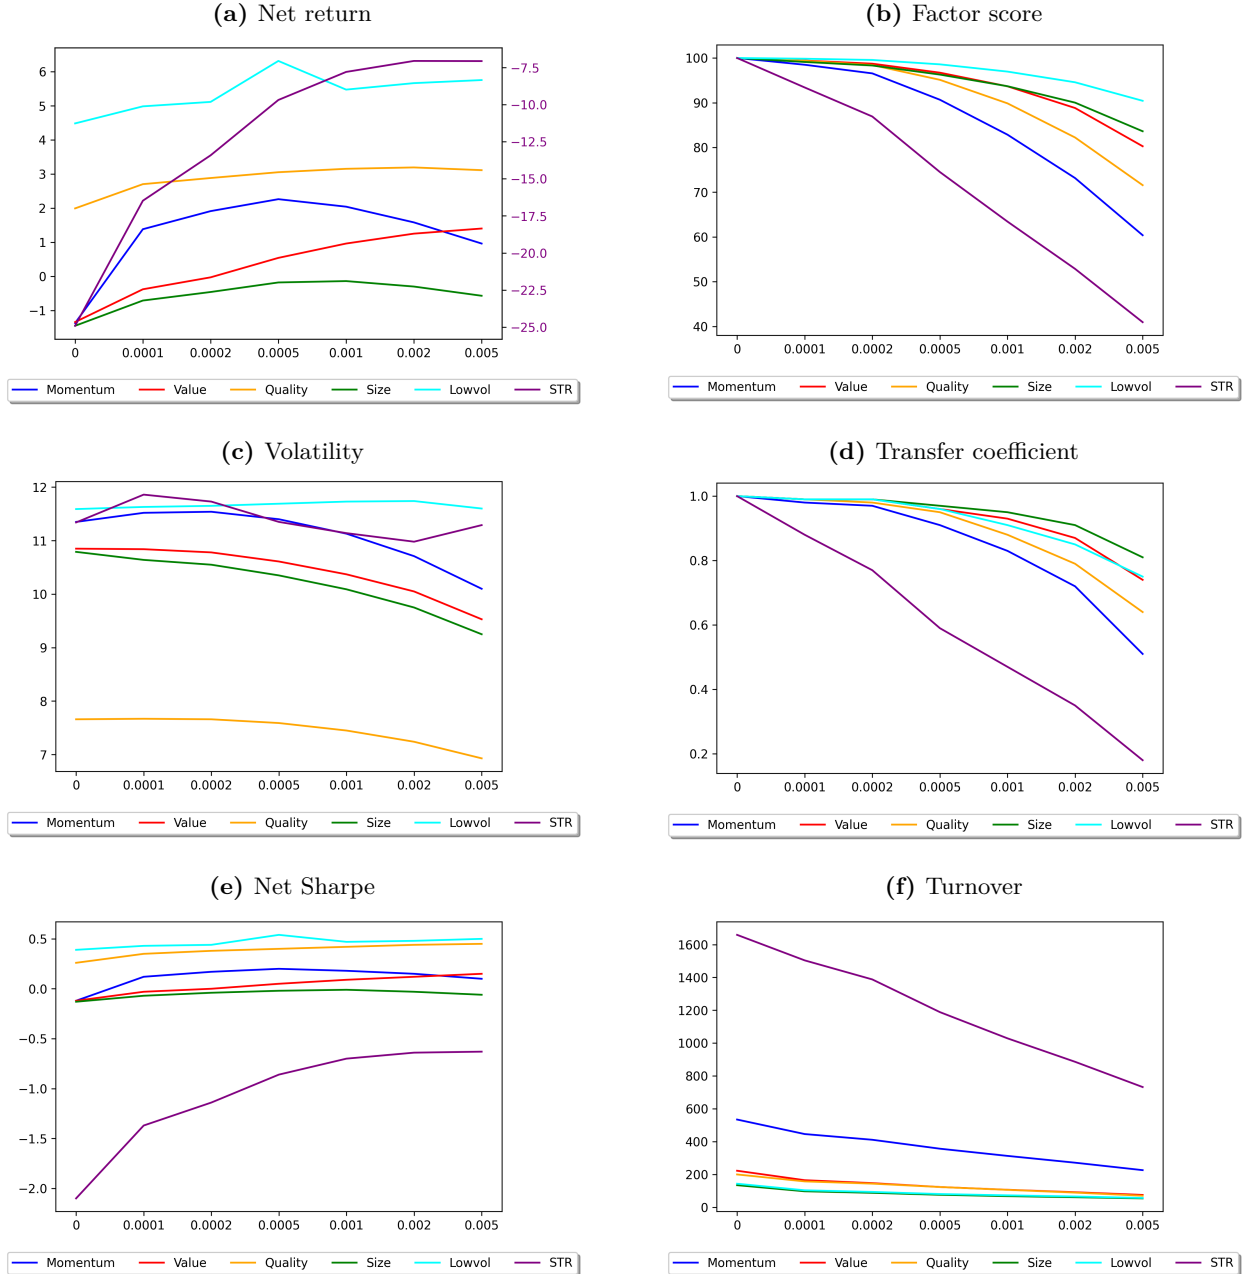 (a) Net return
6
5
4
3
2
1
0
−1
−7.5
−10.0
−12.5
−15.0
−17.5
−20.0
−22.5
−25.0
0 0.0001 0.0002 0.0005 0.001 0.002 0.005
Momentum Value Quality Size Lowvol STR
(b) Factor score
100
90
80
70
60
50
40
0 0.0001 0.0002 0.0005 0.001 0.002 0.005
Momentum Value Quality Size Lowvol STR
(c) Volatility
12
11
10
9
8
7
0 0.0001 0.0002 0.0005 0.001 0.002 0.005
Momentum Value Quality Size Lowvol STR
(d) Transfer coefficient
1.0
0.8
0.6
0.4
0.2
0 0.0001 0.0002 0.0005 0.001 0.002 0.005
Momentum Value Quality Size Lowvol STR
(e) Net Sharpe
0.5
0.0
−0.5
−1.0
−1.5
−2.0
0 0.0001 0.0002 0.0005 0.001 0.002 0.005
Momentum Value Quality Size Lowvol STR
(f) Turnover
1600
1400
1200
1000
800
600
400
200
0
0 0.0001 0.0002 0.0005 0.001 0.002 0.005
Momentum Value Quality Size Lowvol STR